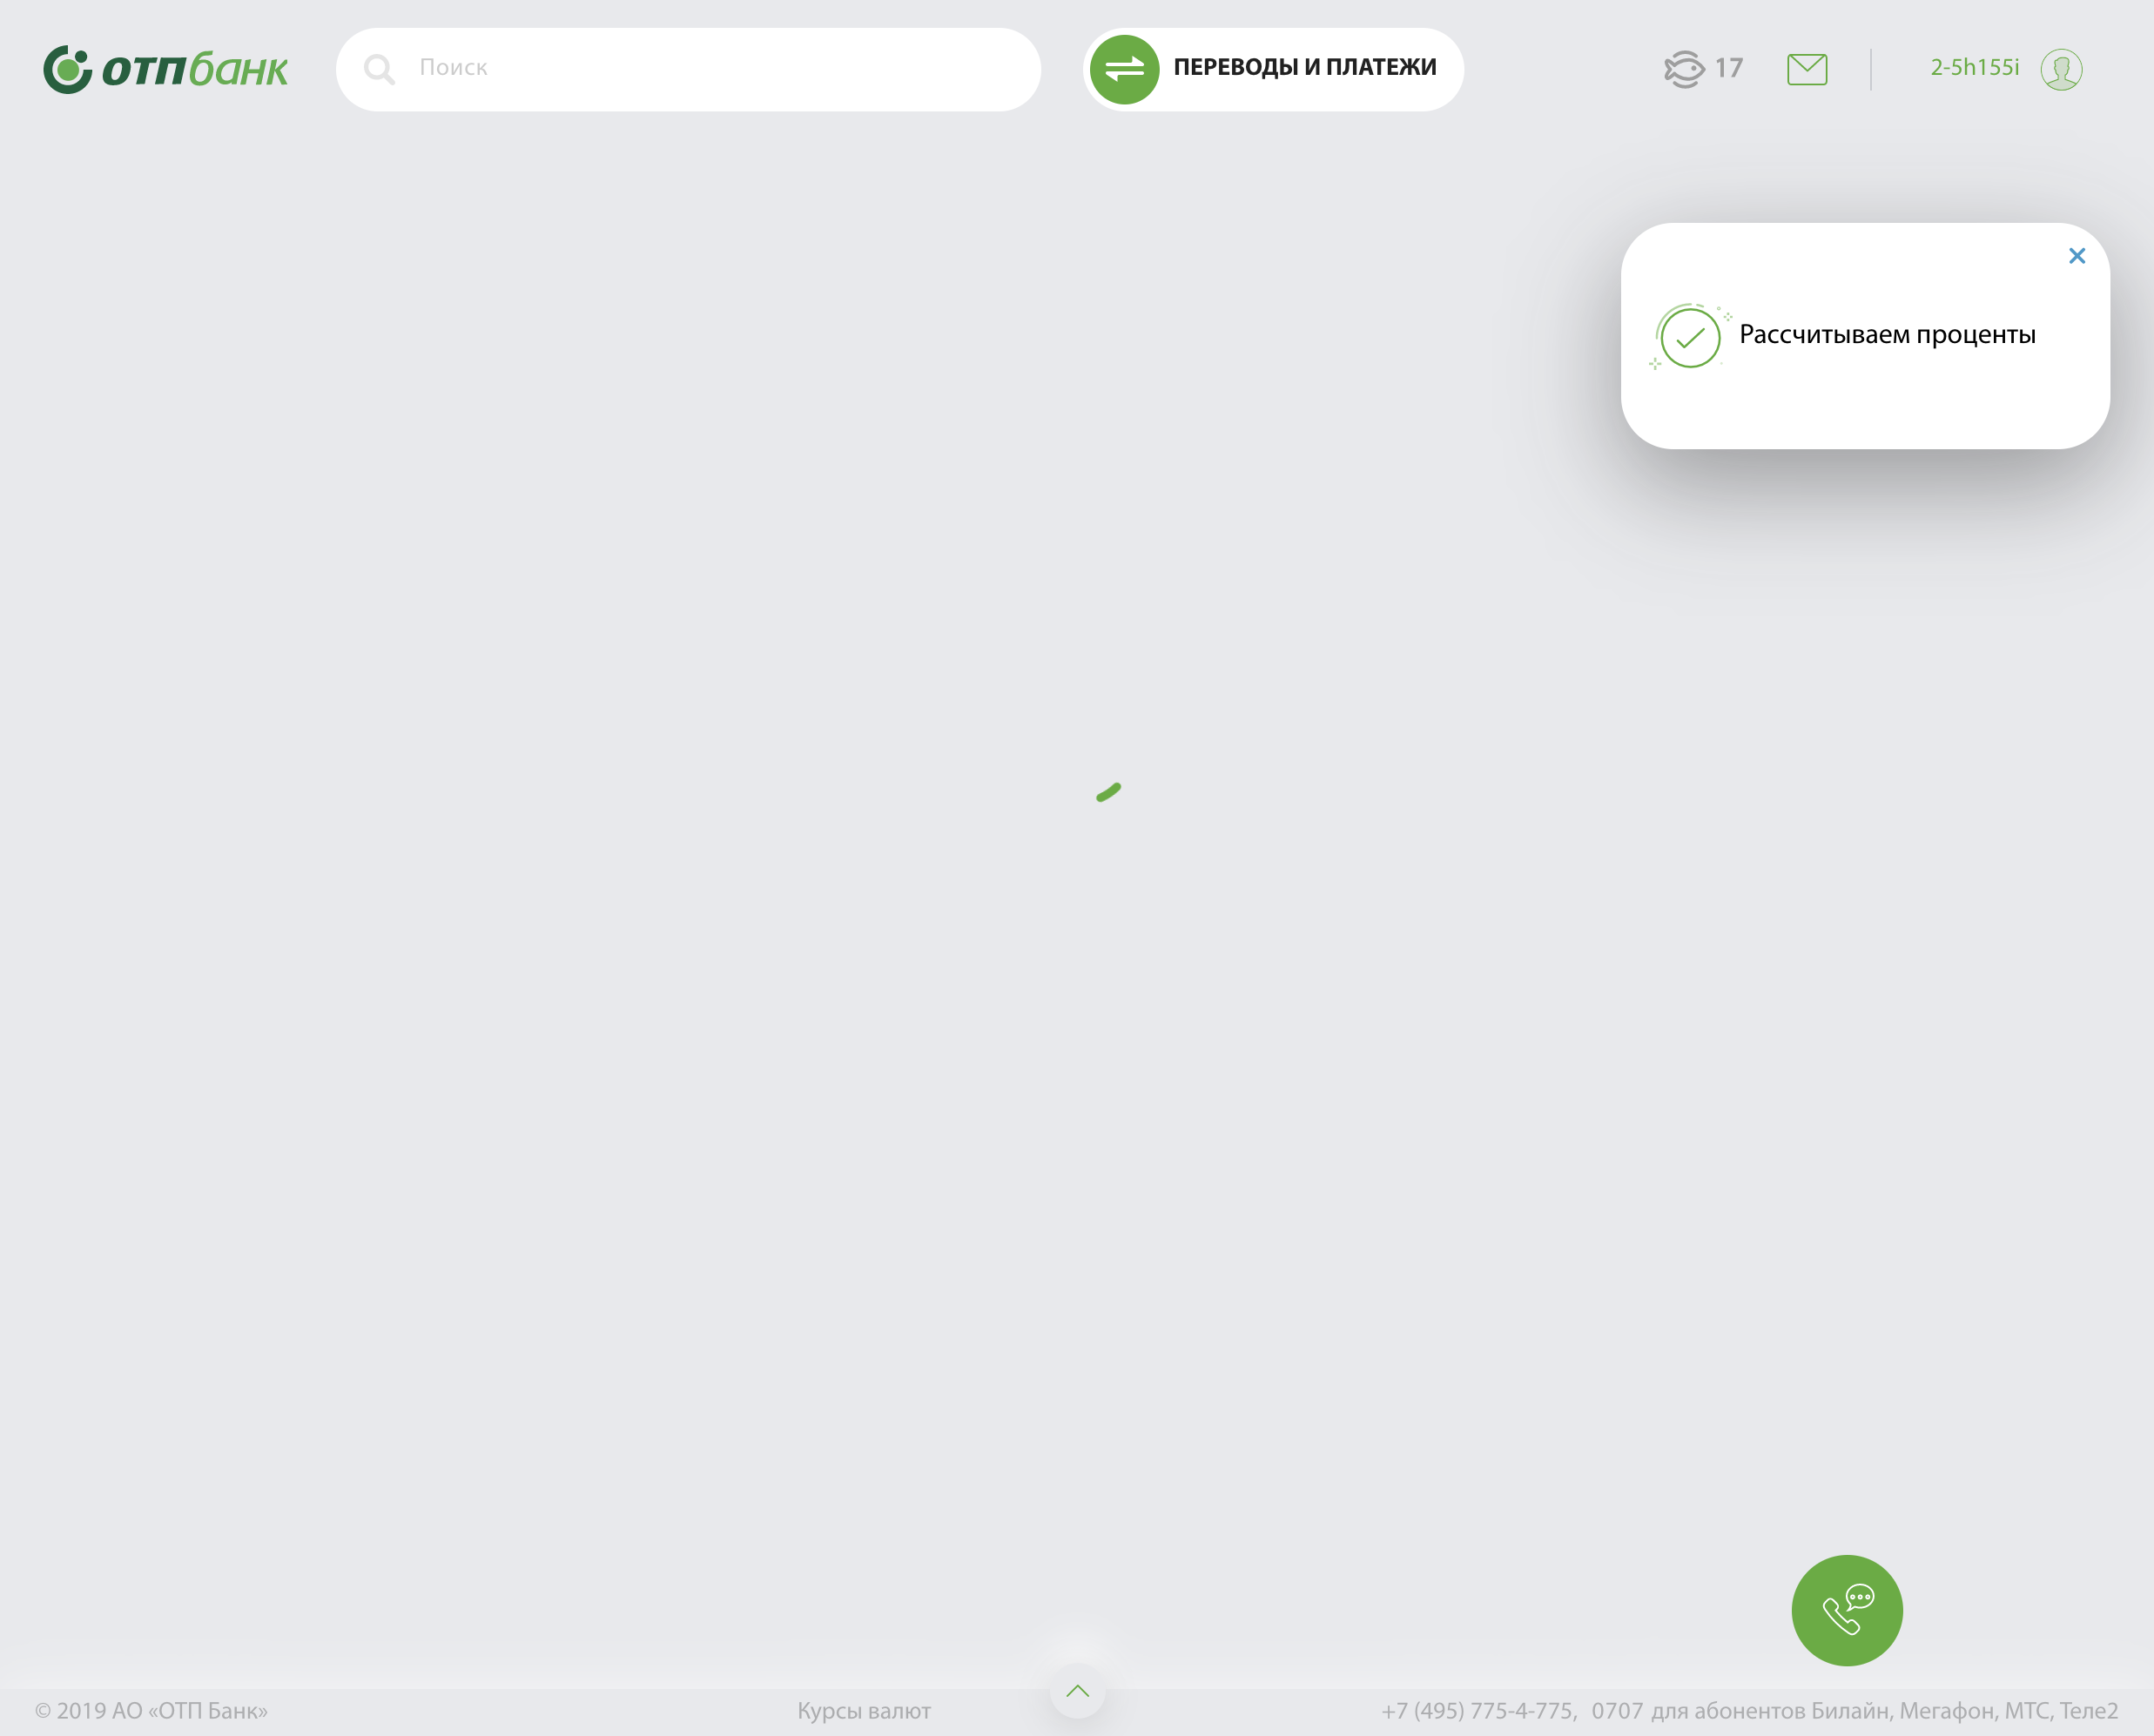 отпбанк
Поиск
ПЕРЕВОДЫ И ПЛАТЕЖИ
17
2-5h155i
Рассчитываем проценты
© 2019 АО «ОТП Банк»
Курсы валют
+7 (495) 775-4-775, 0707 для абонентов Билайн, Мегафон, МТС, Теле2